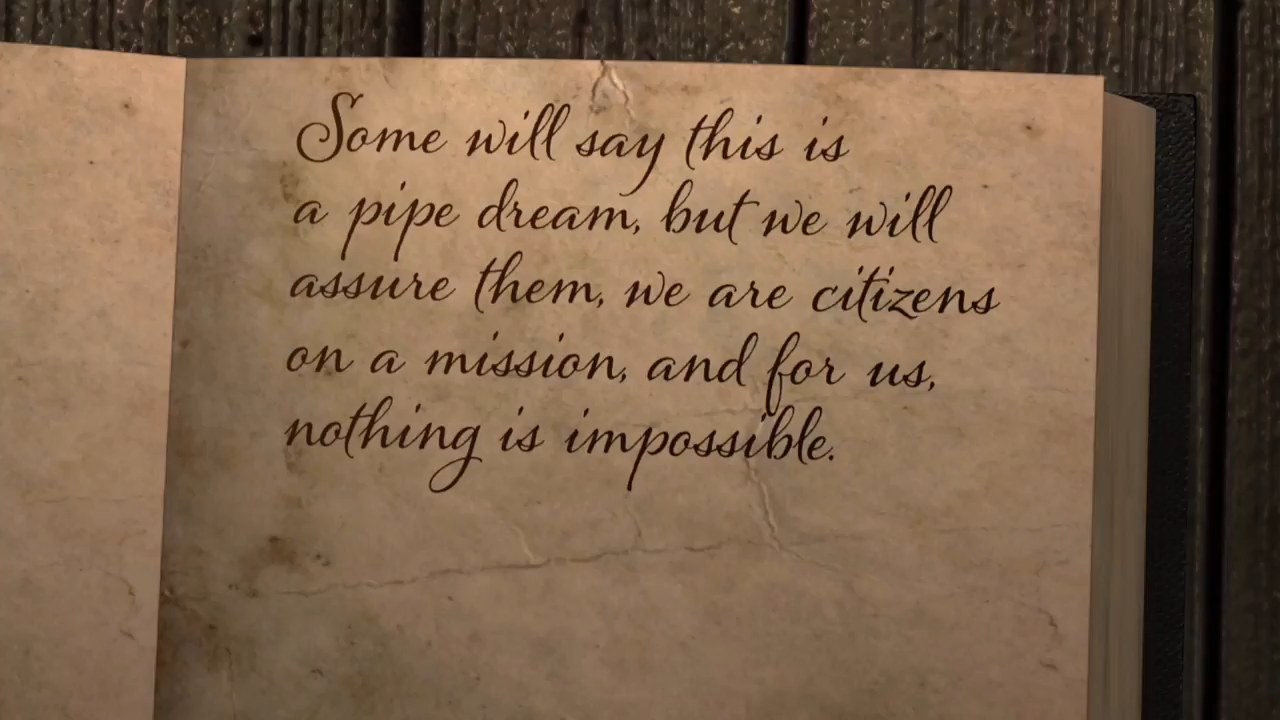 Some will say this is
a pipe dream, but we will
assure them, we are citizens
on a mission, and for us,
nothing is impossible.